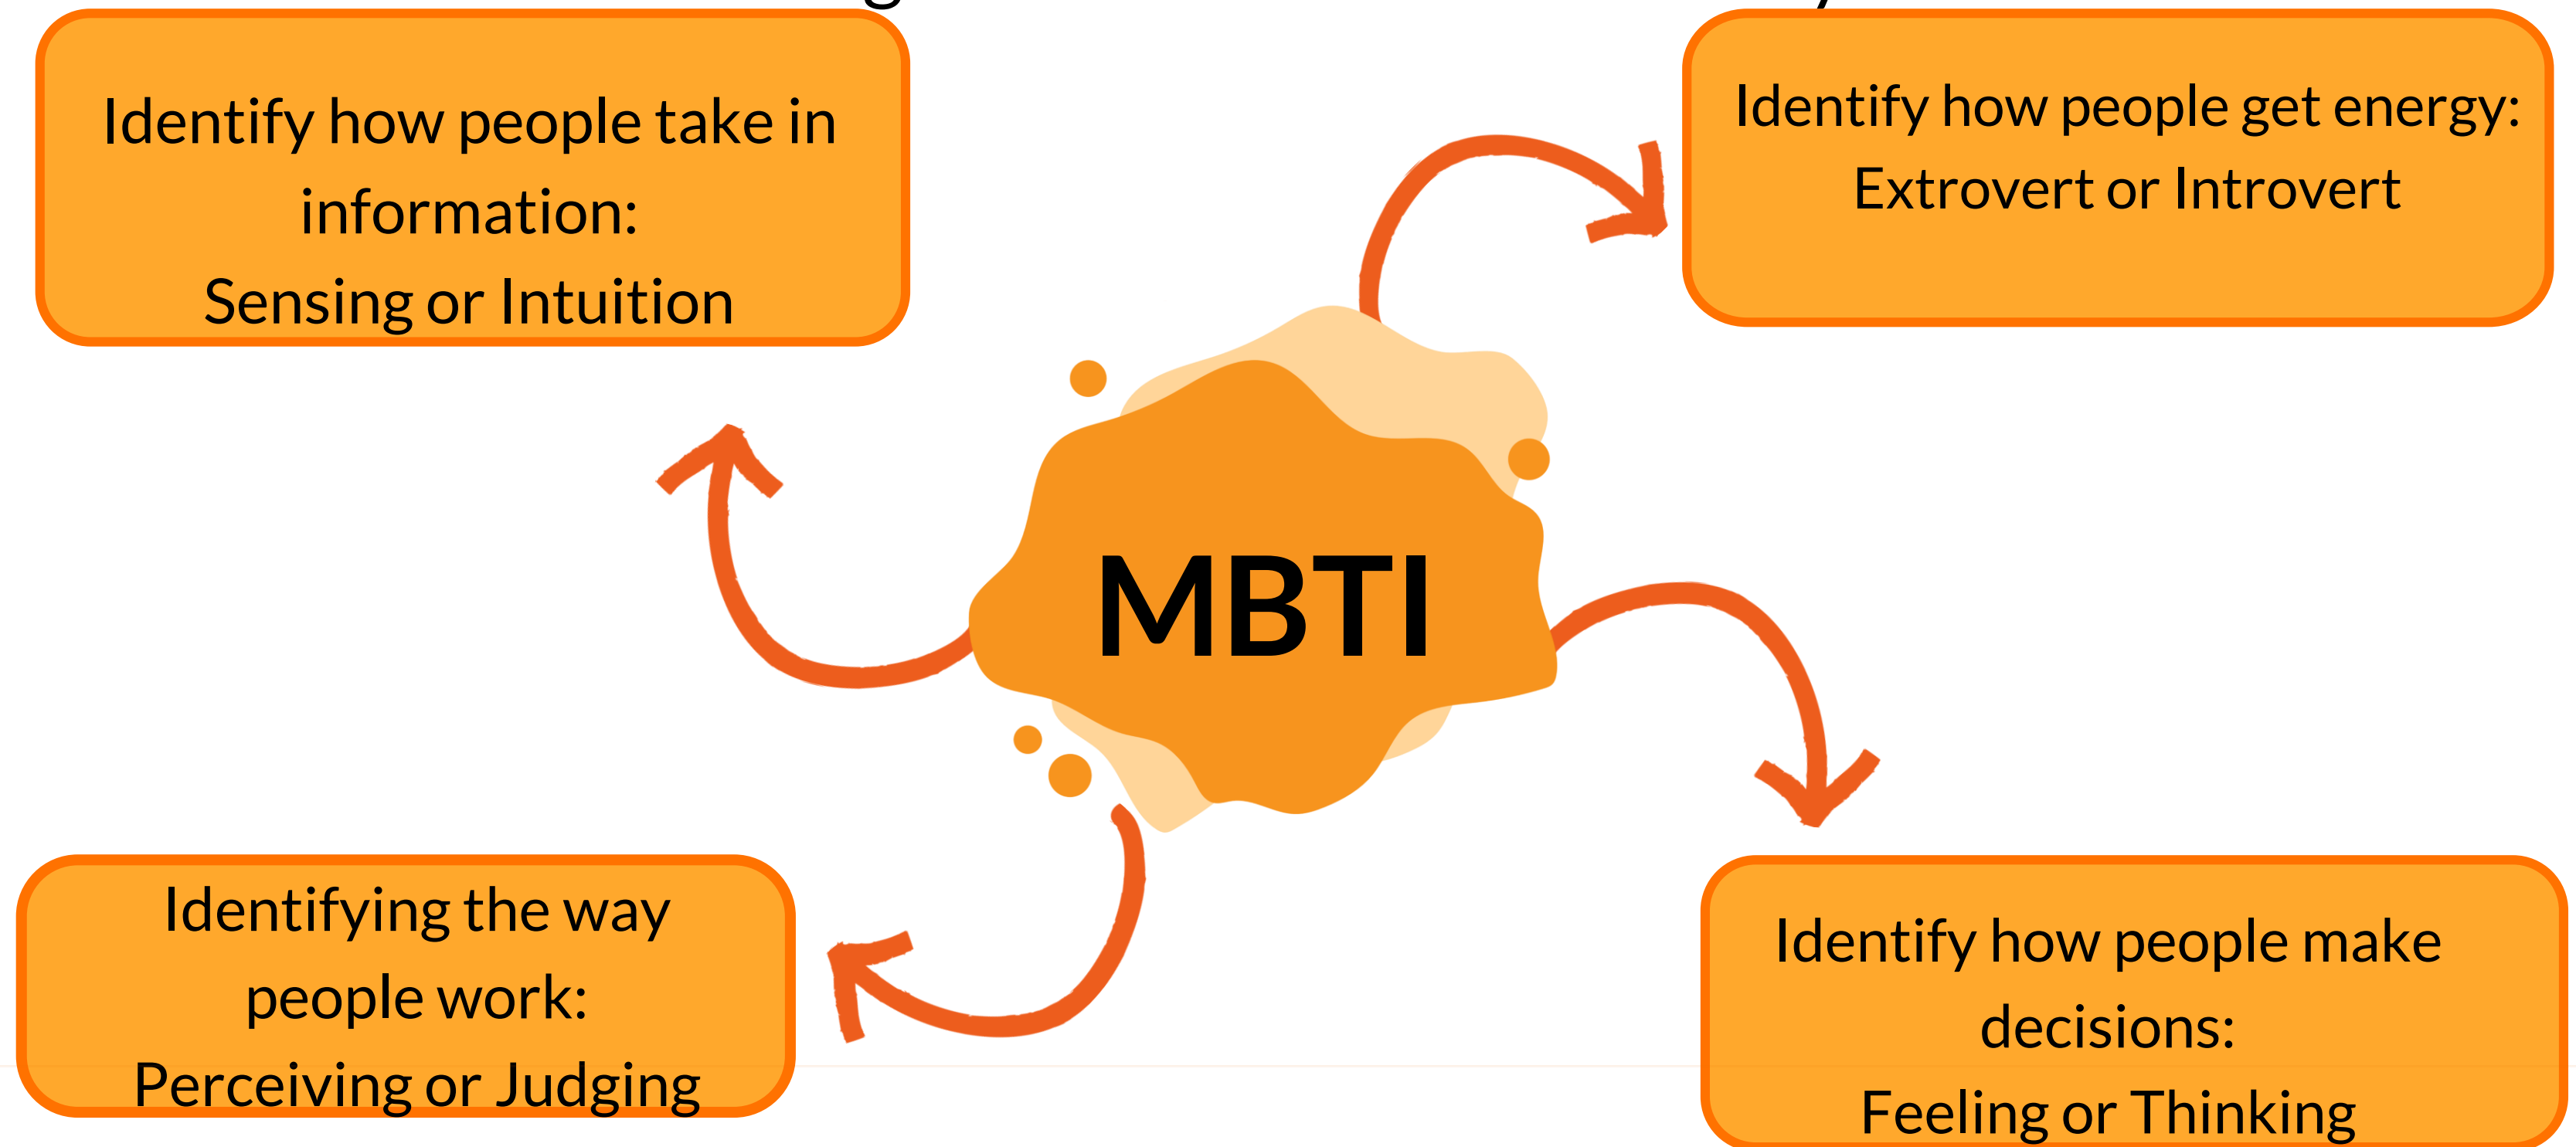 Identify how people take in
information:
Sensing or Intuition
Identify how people get energy:
Extrovert or Introvert
MBTI
Identifying the way
people work:
Perceiving or Judging
Identify how people make
decisions:
Feeling or Thinking